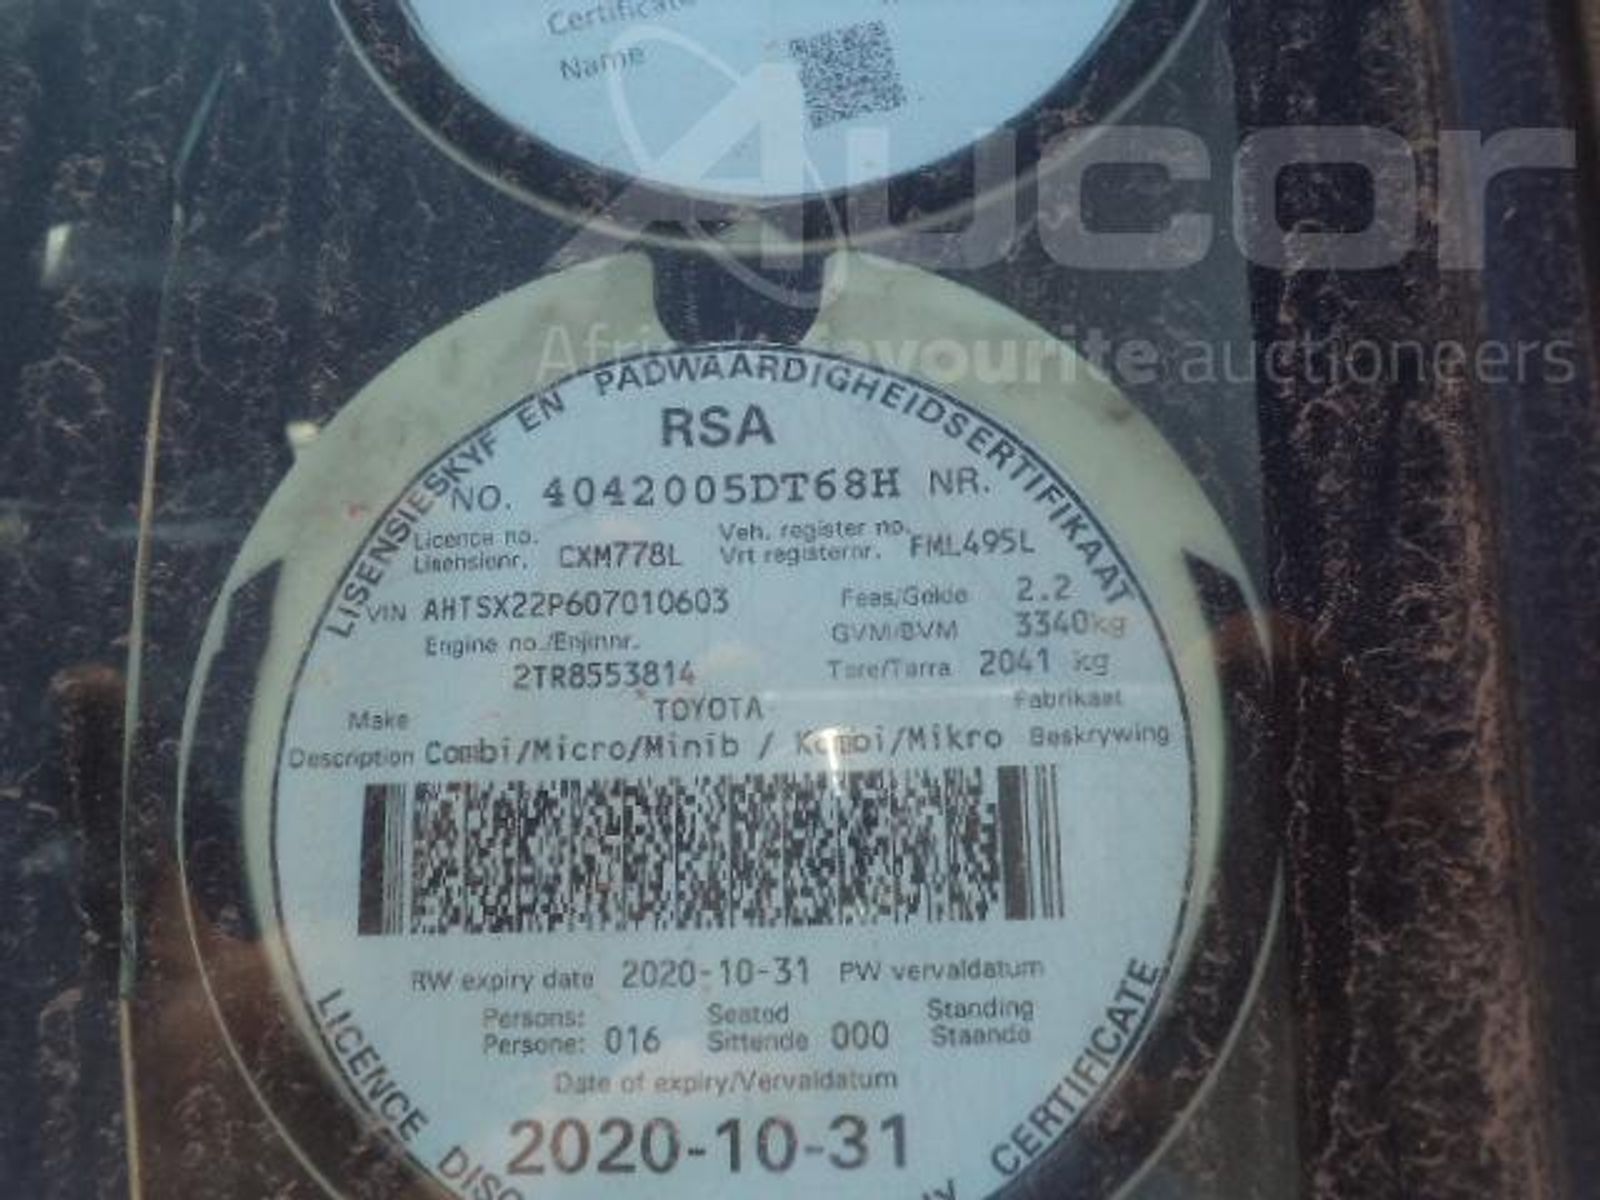 Certificate
Name
Aucor
Africa's favourite auctioneers
LISENSIESKYF EN PADWAARDIGHEIDSERTIFIKAAT
RSA
NO. 4042005DT68H NR.
Licence no. Veh. register no.
Lisensienr. CXM778L Vrt registernr. FML495L
VIN AHTSX22P607010603 Fees/Gelde 2.2
Engine no./Enjinnr. GVM/BVM 3340kg
2TR8553814 Tare/Tarra 2041 kg
Make TOYOTA Fabrikaat
Description Combi/Micro/Minib / Kombi/Mikro Beskrywing
RW expiry date 2020-10-31 PW vervaldatum
Persons: Seated Standing
Persone: 016 Sittende 000 Staande
Date of expiry/Vervaldatum
2020-10-31
LICENCE DISC CERTIFICATE